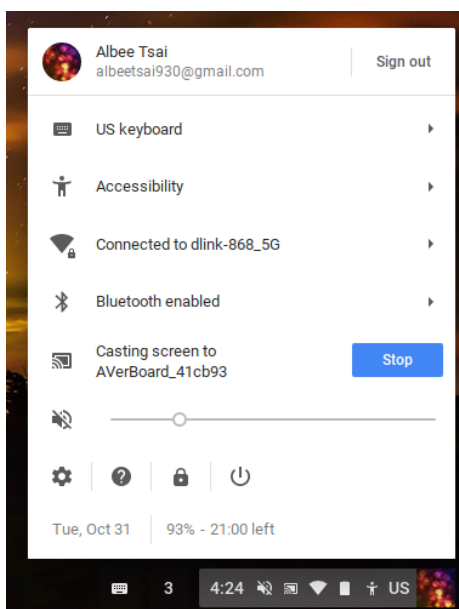 Albee Tsai
albeetsai930@gmail.com
Sign out
US keyboard
Accessibility
Connected to dlink-868_5G
Bluetooth enabled
Casting screen to
AVerBoard_41cb93
Stop
Tue, Oct 31
93% - 21:00 left
3
4:24
US